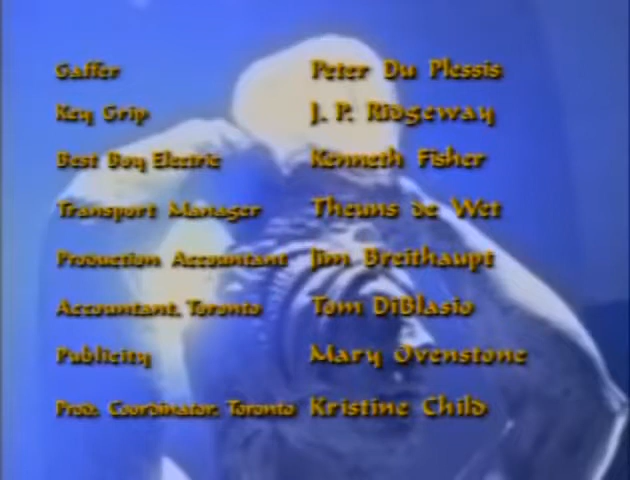 Gaffer Peter Du Plessis
Key Grip J. P. Ridgeway
Best Boy Electric Kenneth Fisher
Transport Manager Theuns de Wet
Production Accountant Jim Breithaupt
Accountant, Toronto Tom DiBlasio
Publicity Mary Ovenstone
Prod. Coordinator, Toronto Kristine Child